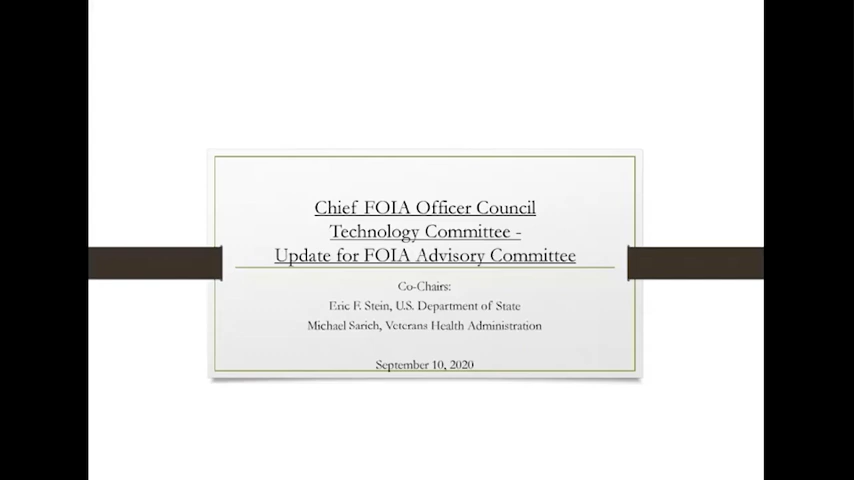 Chief FOIA Officer Council
Technology Committee -
Update for FOIA Advisory Committee
Co-Chairs:
Eric F. Stein, U.S. Department of State
Michael Sarich, Veterans Health Administration
September 10, 2020